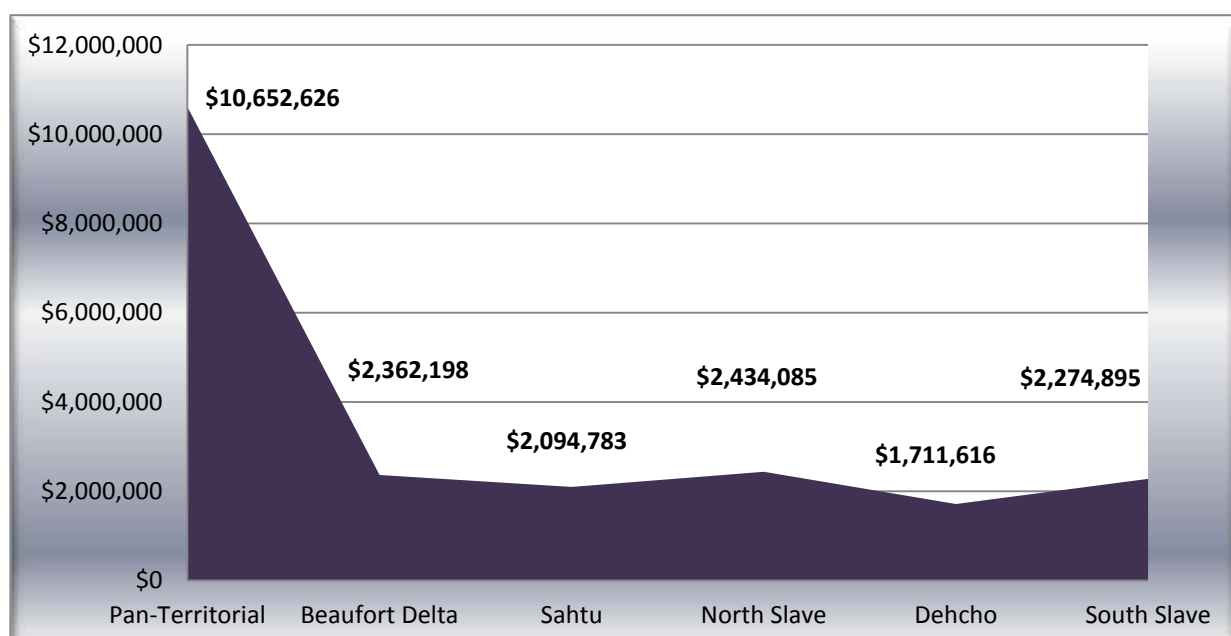 $12,000,000
$10,652,626
$10,000,000
$8,000,000
$6,000,000
$2,362,198
$2,434,085
$2,274,895
$4,000,000
$2,094,783
$1,711,616
$2,000,000
$0
Pan-Territorial
Beaufort Delta
Sahtu
North Slave
Dehcho
South Slave